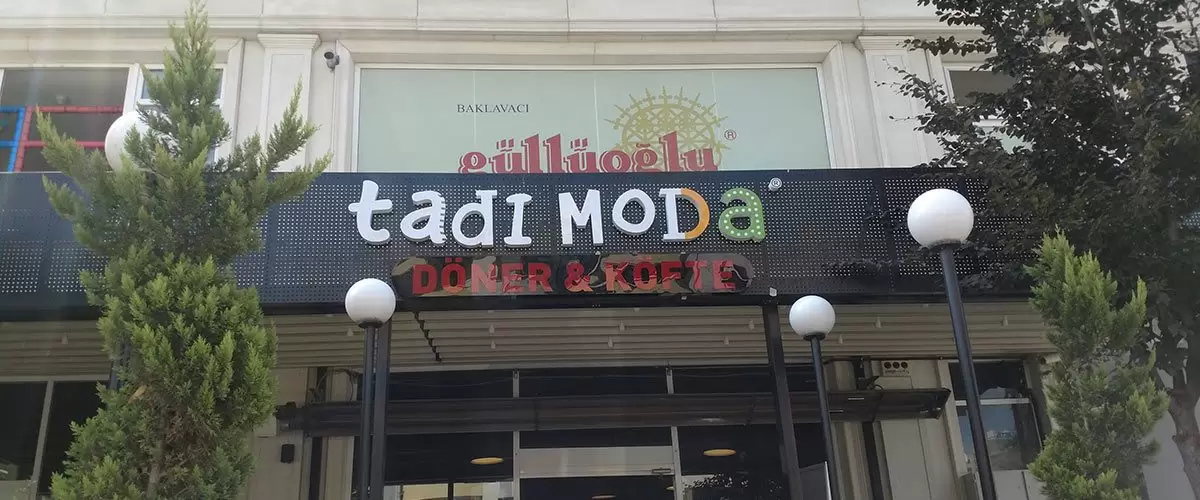 BAKLAVACI
güllüoğlu®
tadı MODa®
DÖNER & KÖFTE